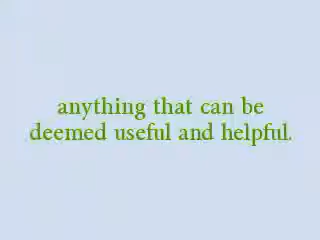 anything that can be
deemed useful and helpful.